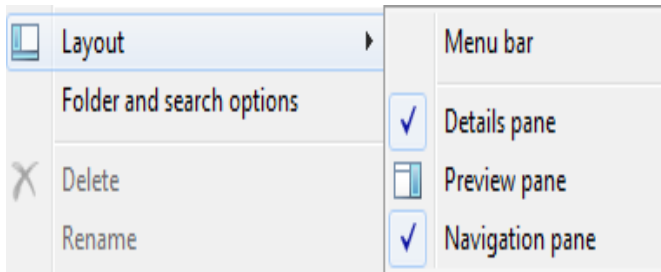 Layout
Folder and search options
Delete
Rename
Menu bar
Details pane
Preview pane
Navigation pane